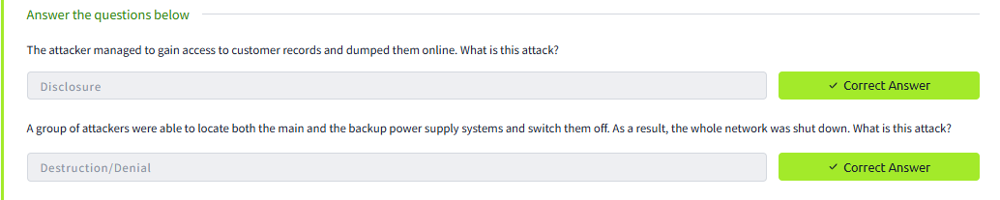 Answer the questions below
The attacker managed to gain access to customer records and dumped them online. What is this attack?
Disclosure
✓ Correct Answer
A group of attackers were able to locate both the main and the backup power supply systems and switch them off. As a result, the whole network was shut down. What is this attack?
Destruction/Denial
✓ Correct Answer